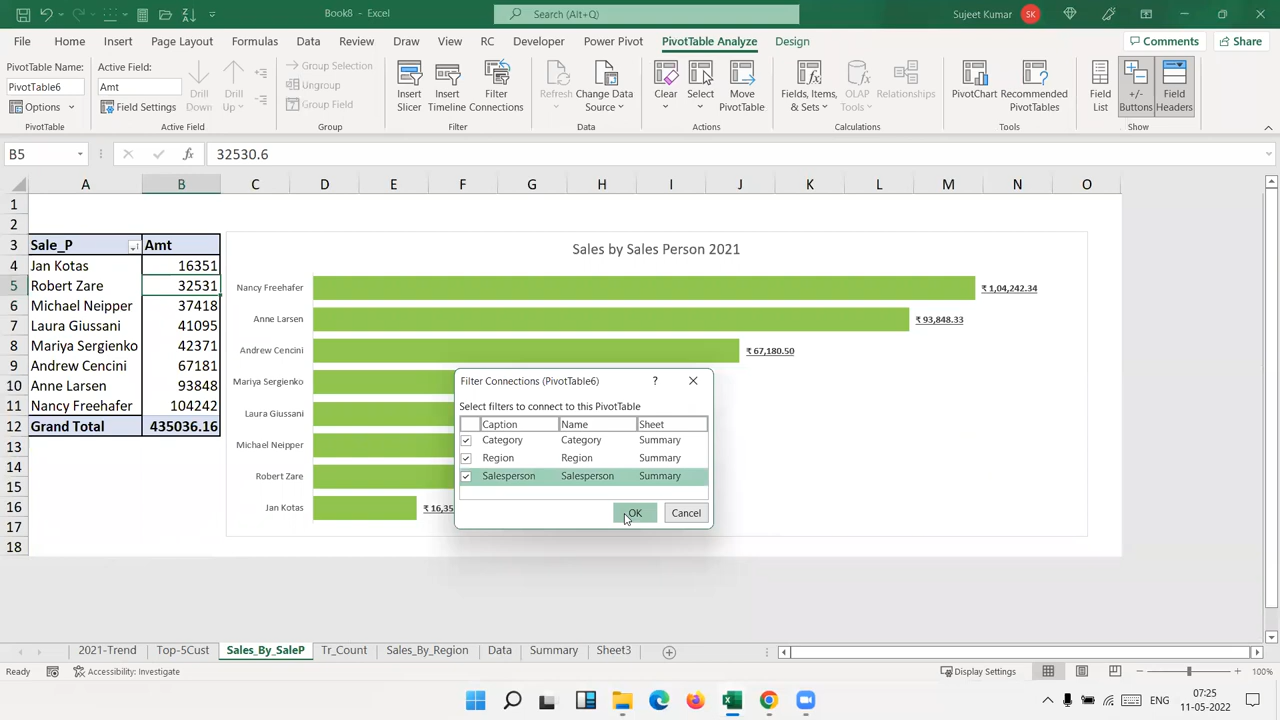 Book8 - Excel
Search (Alt+Q)
Sujeet Kumar
SK
File Home Insert Page Layout Formulas Data Review View Draw RC Developer Power Pivot PivotTable Analyze Design Comments Share
PivotTable Name:
PivotTable6
Options
PivotTable
Active Field:
Amt
Field Settings
Drill Down
Drill Up
Active Field
Group Selection
Ungroup
Group Field
Group
Insert Slicer
Insert Timeline
Filter Connections
Filter
Refresh
Change Data Source
Data
Clear
Select
Move PivotTable
Actions
Fields, Items, & Sets
OLAP Tools
Relationships
Calculations
PivotChart
Recommended PivotTables
Tools
Field List
+/- Buttons
Field Headers
Show
B5 fx 32530.6
A B C D E F G H I J K L M N O
1
2
3 Sale_P Amt
4 Jan Kotas 16351
5 Robert Zare 32531
6 Michael Neipper 37418
7 Laura Giussani 41095
8 Mariya Sergienko 42371
9 Andrew Cencini 67181
10 Anne Larsen 93848
11 Nancy Freehafer 104242
12 Grand Total 435036.16
13
14
15
16
17
18
Sales by Sales Person 2021
Nancy Freehafer ₹ 1,04,242.34
Anne Larsen ₹ 93,848.33
Andrew Cencini ₹ 67,180.50
Mariya Sergienko
Laura Giussani
Michael Neipper
Robert Zare
Jan Kotas ₹ 16,35
Filter Connections (PivotTable6) ?
Select filters to connect to this PivotTable
Caption Name Sheet
Category Category Summary
Region Region Summary
Salesperson Salesperson Summary
OK Cancel
2021-Trend Top-5Cust Sales_By_SaleP Tr_Count Sales_By_Region Data Summary Sheet3
Ready Accessibility: Investigate Display Settings 100%
ENG 07:25
11-05-2022